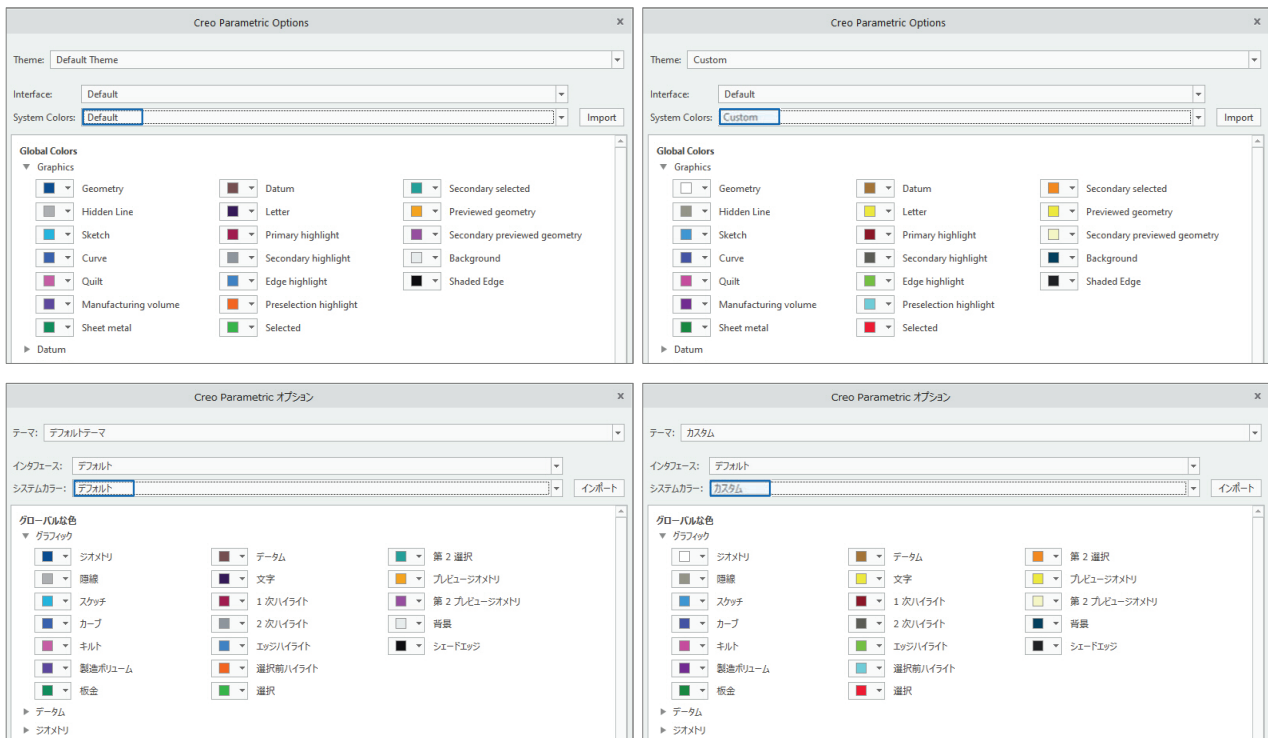 Creo Parametric Options x
Theme: Default Theme
Interface: Default
System Colors: Default Import
Global Colors
Graphics
Geometry Datum Secondary selected
Hidden Line Letter Previewed geometry
Sketch Primary highlight Secondary previewed geometry
Curve Secondary highlight Background
Quilt Edge highlight Shaded Edge
Manufacturing volume Preselection highlight
Sheet metal Selected
Datum
Creo Parametric Options x
Theme: Custom
Interface: Default
System Colors: Custom Import
Global Colors
Graphics
Geometry Datum Secondary selected
Hidden Line Letter Previewed geometry
Sketch Primary highlight Secondary previewed geometry
Curve Secondary highlight Background
Quilt Edge highlight Shaded Edge
Manufacturing volume Preselection highlight
Sheet metal Selected
Datum
Creo Parametric オプション x
テーマ: デフォルトテーマ
インタフェース: デフォルト
システムカラー: デフォルト インポート
グローバルな色
グラフィック
ジオメトリ データム 第 2 選択
隠線 文字 プレビュージオメトリ
スケッチ 1 次ハイライト 第 2 プレビュージオメトリ
カーブ 2 次ハイライト 背景
キルト エッジハイライト シェードエッジ
製造ボリューム 選択前ハイライト
板金 選択
データム
ジオメトリ
Creo Parametric オプション x
テーマ: カスタム
インタフェース: デフォルト
システムカラー: カスタム インポート
グローバルな色
グラフィック
ジオメトリ データム 第 2 選択
隠線 文字 プレビュージオメトリ
スケッチ 1 次ハイライト 第 2 プレビュージオメトリ
カーブ 2 次ハイライト 背景
キルト エッジハイライト シェードエッジ
製造ボリューム 選択前ハイライト
板金 選択
データム
ジオメトリ